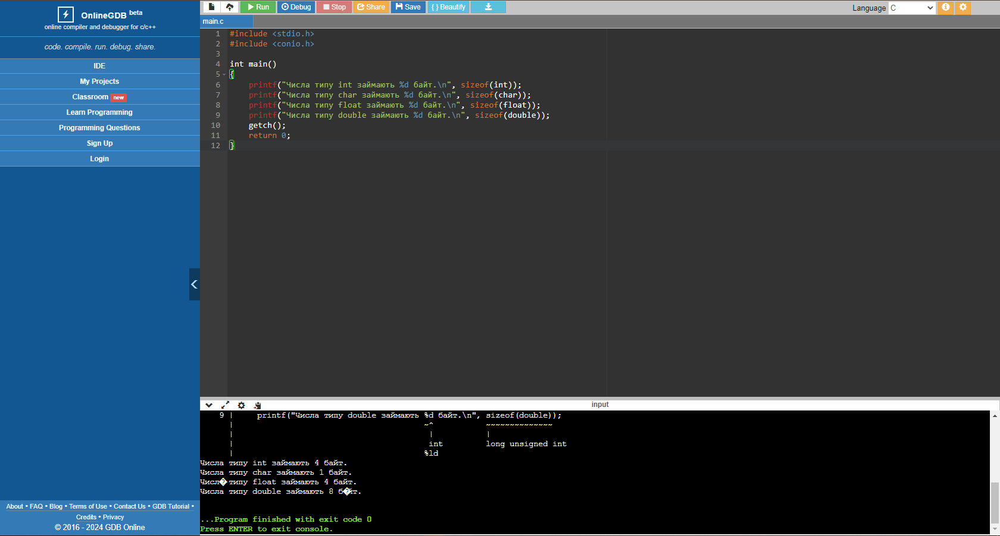 OnlineGDB beta
online compiler and debugger for c/c++
code. compile. run. debug. share.
IDE
My Projects
Classroom new
Learn Programming
Programming Questions
Sign Up
Login
About • FAQ • Blog • Terms of Use • Contact Us • GDB Tutorial •
Credits • Privacy
© 2016 - 2024 GDB Online
Run Debug Stop Share Save { } Beautify
Language C
main.c
1 #include <stdio.h>
2 #include <conio.h>
3
4 int main()
5 {
6     printf("Числа типу int займають %d байт.\n", sizeof(int));
7     printf("Числа типу char займають %d байт.\n", sizeof(char));
8     printf("Числа типу float займають %d байт.\n", sizeof(float));
9     printf("Числа типу double займають %d байт.\n", sizeof(double));
10     getch();
11     return 0;
12 }
input
9 |     printf("Числа типу double займають %d байт.\n", sizeof(double));
|                                         ~^           ~~~~~~~~~~~~~~
|                                          |           |
|                                          int         long unsigned int
|                                         %ld
Числа типу int займають 4 байт.
Числа типу char займають 1 байт.
Числ� типу float займають 4 байт.
Числа типу double займають 8 б�йт.
...Program finished with exit code 0
Press ENTER to exit console.